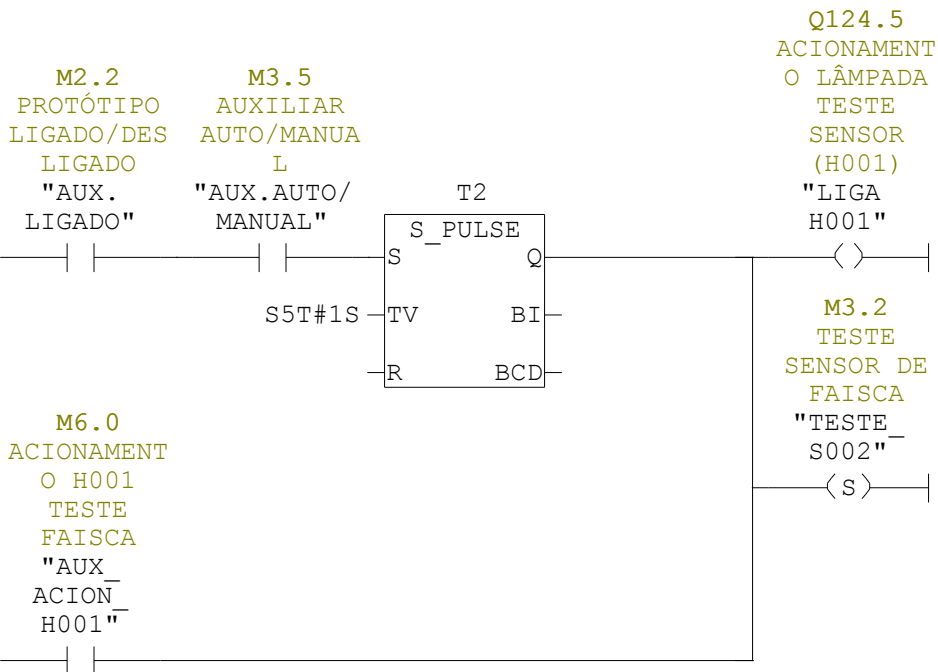 Q124.5
ACIONAMENT
O LÂMPADA
TESTE
SENSOR
(H001)
"LIGA
H001"
M2.2
PROTÓTIPO
LIGADO/DES
LIGADO
"AUX.
LIGADO"
M3.5
AUXILIAR
AUTO/MANUA
L
"AUX.AUTO/
MANUAL"
T2
S_PULSE
S Q
S5T#1S TV BI
R BCD
M3.2
TESTE
SENSOR DE
FAISCA
"TESTE_
S002"
S
M6.0
ACIONAMENT
O H001
TESTE
FAISCA
"AUX_
ACION_
H001"